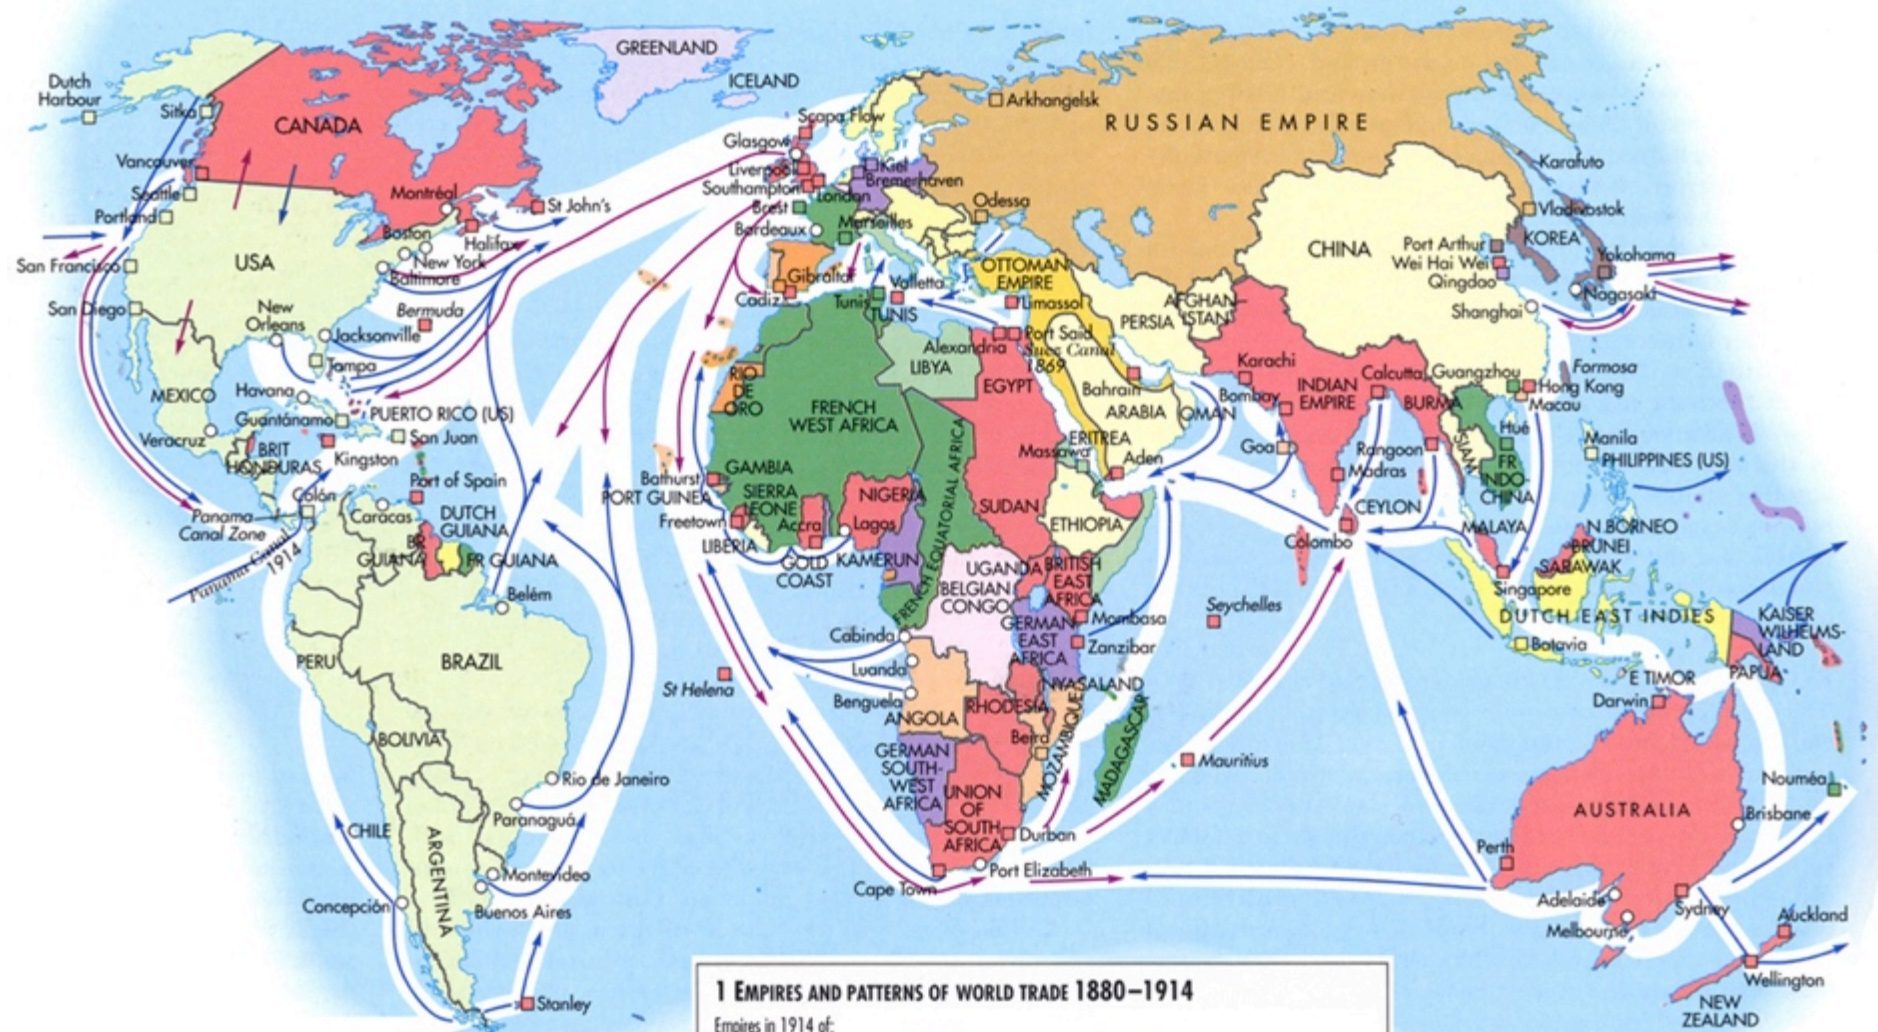 GREENLAND
ICELAND
Dutch
Harbour
Sitka
CANADA
Scapa Flow
Arkhangelsk
RUSSIAN EMPIRE
Glasgow
Vancouver
Liverpool
Kiel
Karafuto
Seattle
Montréal
Southampton
Bremerhaven
London
Portland
St John's
Brest
Odessa
Vladivostok
Boston
Halifax
Bordeaux
Marseilles
CHINA
Port Arthur
KOREA
San Francisco
USA
New York
Wei Hai Wei
Yokohama
Baltimore
Gibraltar
OTTOMAN
EMPIRE
Qingdao
Valletta
Nagasaki
San Diego
New
Orleans
Bermuda
Cadiz
Tunis
TUNIS
Limassol
AFGHAN-
ISTAN
Shanghai
PERSIA
Jacksonville
Port Said
Alexandria
Suez Canal
1869
Tampa
LIBYA
Karachi
Calcutta
Guangzhou
Formosa
RIO
DE
ORO
EGYPT
Bahrain
INDIAN
EMPIRE
Hong Kong
MEXICO
Havana
FRENCH
WEST AFRICA
ARABIA
OMAN
Bombay
BURMA
Macau
PUERTO RICO (US)
Guantánamo
San Juan
Veracruz
ERITREA
Massawa
Goa
Rangoon
SIAM
Hué
Manila
PHILIPPINES (US)
BRIT
HONDURAS
Kingston
Aden
Madras
FR
INDO
CHINA
GAMBIA
Bathurst
PORT GUINEA
Port of Spain
SIERRA
LEONE
NIGERIA
FRENCH EQUATORIAL AFRICA
SUDAN
CEYLON
Colón
Panama
Canal Zone
Caracas
DUTCH
GUIANA
Freetown
Accra
Lagos
ETHIOPIA
Colombo
MALAYA
N BORNEO
BRUNEI
SARAWAK
LIBERIA
BR
GUIANA
FR GUIANA
GOLD
COAST
KAMERUN
UGANDA
BRITISH
EAST
AFRICA
Panama Canal
1914
BELGIAN
CONGO
Singapore
Belém
Seychelles
DUTCH EAST INDIES
KAISER
WILHELMS-
LAND
Mombasa
GERMAN
EAST
AFRICA
Cabinda
Zanzibar
Batavia
PERU
BRAZIL
Luanda
St Helena
NYASALAND
E TIMOR
PAPUA
Benguela
ANGOLA
RHODESIA
Darwin
BOLIVIA
Beira
MOZAMBIQUE
MADAGASCAR
GERMAN
SOUTH-
WEST
AFRICA
Mauritius
Rio de Janeiro
Nouméa
UNION
OF
SOUTH
AFRICA
AUSTRALIA
Brisbane
Paranaguá
CHILE
ARGENTINA
Durban
Perth
Montevideo
Port Elizabeth
Cape Town
Concepción
Buenos Aires
Adelaide
Sydney
Auckland
Melbourne
Wellington
Stanley
NEW
ZEALAND
1 EMPIRES AND PATTERNS OF WORLD TRADE 1880–1914
Empires in 1914 of: